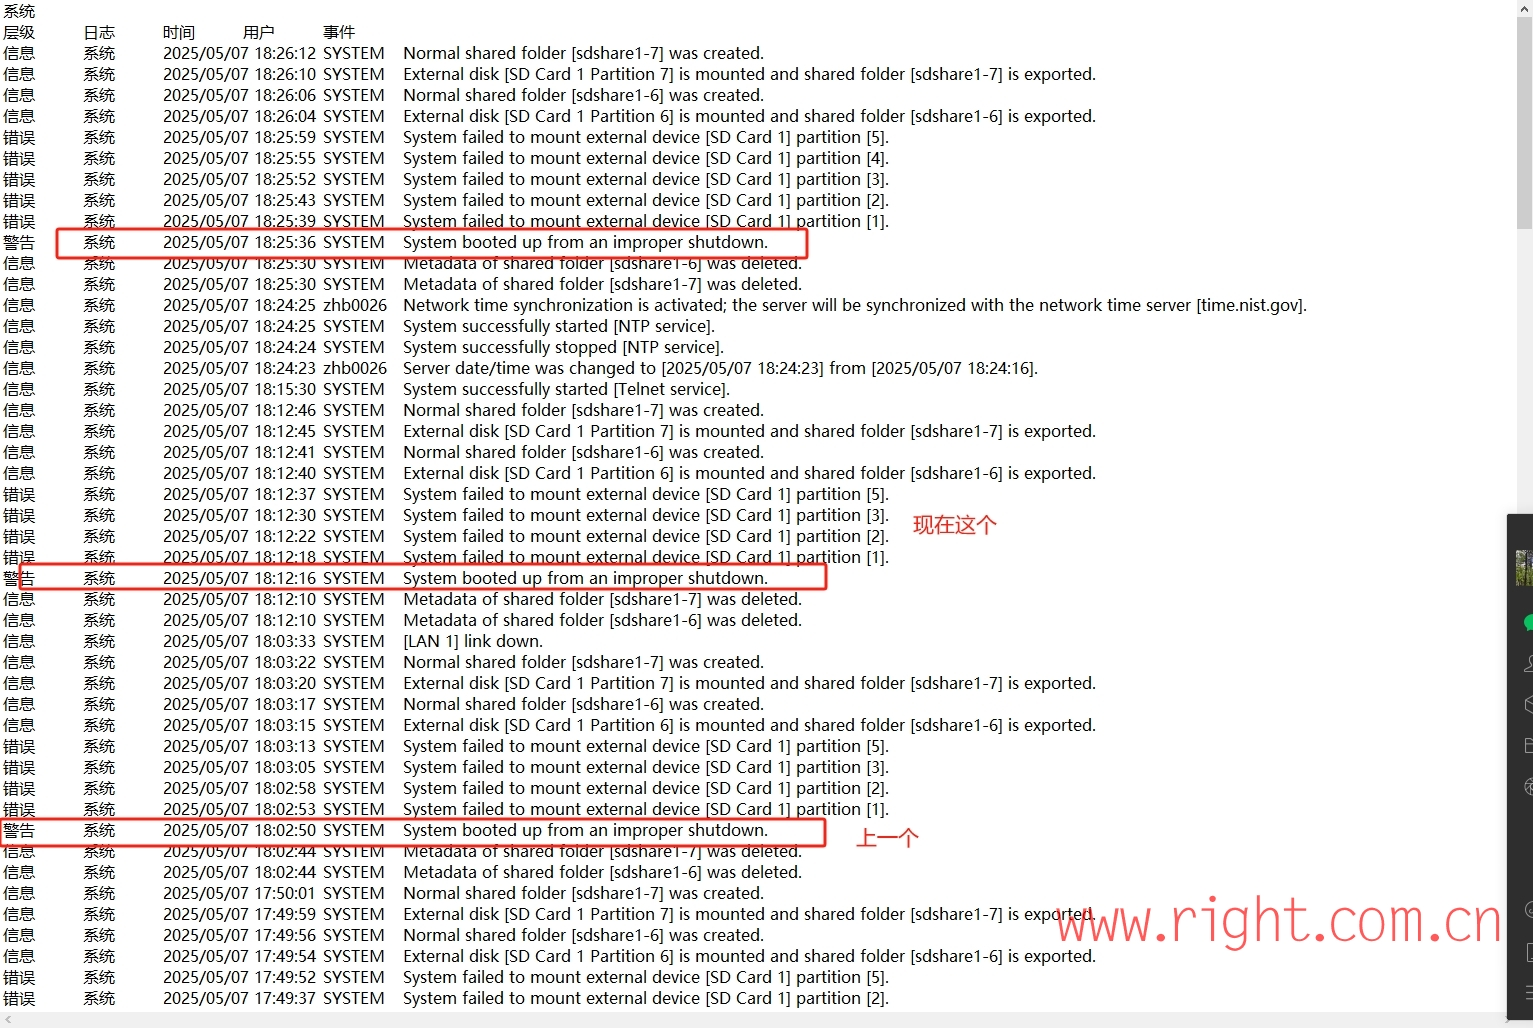 系统
层级 日志 时间 用户 事件
信息 系统 2025/05/07 18:26:12 SYSTEM Normal shared folder [sdshare1-7] was created.
信息 系统 2025/05/07 18:26:10 SYSTEM External disk [SD Card 1 Partition 7] is mounted and shared folder [sdshare1-7] is exported.
信息 系统 2025/05/07 18:26:06 SYSTEM Normal shared folder [sdshare1-6] was created.
信息 系统 2025/05/07 18:26:04 SYSTEM External disk [SD Card 1 Partition 6] is mounted and shared folder [sdshare1-6] is exported.
错误 系统 2025/05/07 18:25:59 SYSTEM System failed to mount external device [SD Card 1] partition [5].
错误 系统 2025/05/07 18:25:55 SYSTEM System failed to mount external device [SD Card 1] partition [4].
错误 系统 2025/05/07 18:25:52 SYSTEM System failed to mount external device [SD Card 1] partition [3].
错误 系统 2025/05/07 18:25:43 SYSTEM System failed to mount external device [SD Card 1] partition [2].
错误 系统 2025/05/07 18:25:39 SYSTEM System failed to mount external device [SD Card 1] partition [1].
警告 系统 2025/05/07 18:25:36 SYSTEM System booted up from an improper shutdown.
信息 系统 2025/05/07 18:25:30 SYSTEM Metadata of shared folder [sdshare1-6] was deleted.
信息 系统 2025/05/07 18:25:30 SYSTEM Metadata of shared folder [sdshare1-7] was deleted.
信息 系统 2025/05/07 18:24:25 zhb0026 Network time synchronization is activated; the server will be synchronized with the network time server [time.nist.gov].
信息 系统 2025/05/07 18:24:25 SYSTEM System successfully started [NTP service].
信息 系统 2025/05/07 18:24:24 SYSTEM System successfully stopped [NTP service].
信息 系统 2025/05/07 18:24:23 zhb0026 Server date/time was changed to [2025/05/07 18:24:23] from [2025/05/07 18:24:16].
信息 系统 2025/05/07 18:15:30 SYSTEM System successfully started [Telnet service].
信息 系统 2025/05/07 18:12:46 SYSTEM Normal shared folder [sdshare1-7] was created.
信息 系统 2025/05/07 18:12:45 SYSTEM External disk [SD Card 1 Partition 7] is mounted and shared folder [sdshare1-7] is exported.
信息 系统 2025/05/07 18:12:41 SYSTEM Normal shared folder [sdshare1-6] was created.
信息 系统 2025/05/07 18:12:40 SYSTEM External disk [SD Card 1 Partition 6] is mounted and shared folder [sdshare1-6] is exported.
错误 系统 2025/05/07 18:12:37 SYSTEM System failed to mount external device [SD Card 1] partition [5].
错误 系统 2025/05/07 18:12:30 SYSTEM System failed to mount external device [SD Card 1] partition [3].
现在这个
错误 系统 2025/05/07 18:12:22 SYSTEM System failed to mount external device [SD Card 1] partition [2].
错误 系统 2025/05/07 18:12:18 SYSTEM System failed to mount external device [SD Card 1] partition [1].
警告 系统 2025/05/07 18:12:16 SYSTEM System booted up from an improper shutdown.
信息 系统 2025/05/07 18:12:10 SYSTEM Metadata of shared folder [sdshare1-7] was deleted.
信息 系统 2025/05/07 18:12:10 SYSTEM Metadata of shared folder [sdshare1-6] was deleted.
信息 系统 2025/05/07 18:03:33 SYSTEM [LAN 1] link down.
信息 系统 2025/05/07 18:03:22 SYSTEM Normal shared folder [sdshare1-7] was created.
信息 系统 2025/05/07 18:03:20 SYSTEM External disk [SD Card 1 Partition 7] is mounted and shared folder [sdshare1-7] is exported.
信息 系统 2025/05/07 18:03:17 SYSTEM Normal shared folder [sdshare1-6] was created.
信息 系统 2025/05/07 18:03:15 SYSTEM External disk [SD Card 1 Partition 6] is mounted and shared folder [sdshare1-6] is exported.
错误 系统 2025/05/07 18:03:13 SYSTEM System failed to mount external device [SD Card 1] partition [5].
错误 系统 2025/05/07 18:03:05 SYSTEM System failed to mount external device [SD Card 1] partition [3].
错误 系统 2025/05/07 18:02:58 SYSTEM System failed to mount external device [SD Card 1] partition [2].
错误 系统 2025/05/07 18:02:53 SYSTEM System failed to mount external device [SD Card 1] partition [1].
警告 系统 2025/05/07 18:02:50 SYSTEM System booted up from an improper shutdown.
上一个
信息 系统 2025/05/07 18:02:44 SYSTEM Metadata of shared folder [sdshare1-7] was deleted.
信息 系统 2025/05/07 18:02:44 SYSTEM Metadata of shared folder [sdshare1-6] was deleted.
信息 系统 2025/05/07 17:50:01 SYSTEM Normal shared folder [sdshare1-7] was created.
信息 系统 2025/05/07 17:49:59 SYSTEM External disk [SD Card 1 Partition 7] is mounted and shared folder [sdshare1-7] is exported.
www.right.com.cn
信息 系统 2025/05/07 17:49:56 SYSTEM Normal shared folder [sdshare1-6] was created.
信息 系统 2025/05/07 17:49:54 SYSTEM External disk [SD Card 1 Partition 6] is mounted and shared folder [sdshare1-6] is exported.
错误 系统 2025/05/07 17:49:52 SYSTEM System failed to mount external device [SD Card 1] partition [5].
错误 系统 2025/05/07 17:49:37 SYSTEM System failed to mount external device [SD Card 1] partition [2].